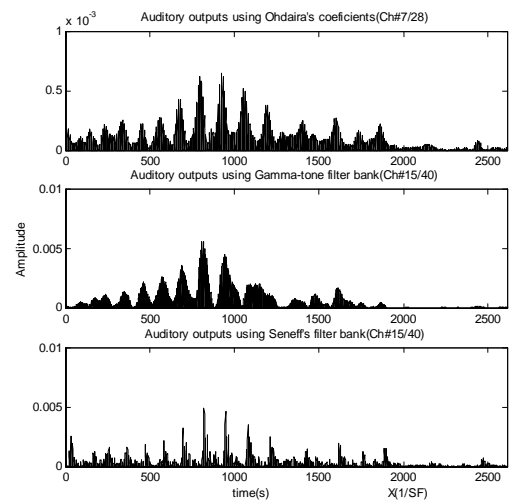 Auditory outputs using Ohdaira's coeficients(Ch#7/28)
x 10-3
1
0.5
0
0 500 1000 1500 2000 2500
Auditory outputs using Gamma-tone filter bank(Ch#15/40)
0.01
0.005
0
Amplitude
0 500 1000 1500 2000 2500
Auditory outputs using Seneff's filter bank(Ch#15/40)
0.01
0.005
0
0 500 1000 1500 2000 2500
time(s) X(1/SF)